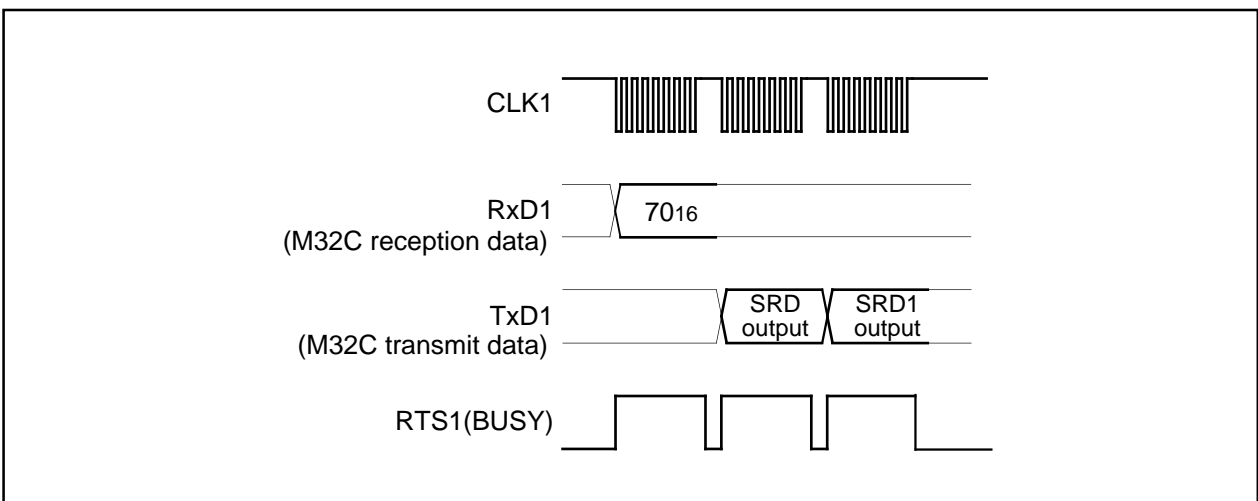 CLK1
RxD1
(M32C reception data)
7016
TxD1
(M32C transmit data)
SRD
output
SRD1
output
RTS1(BUSY)